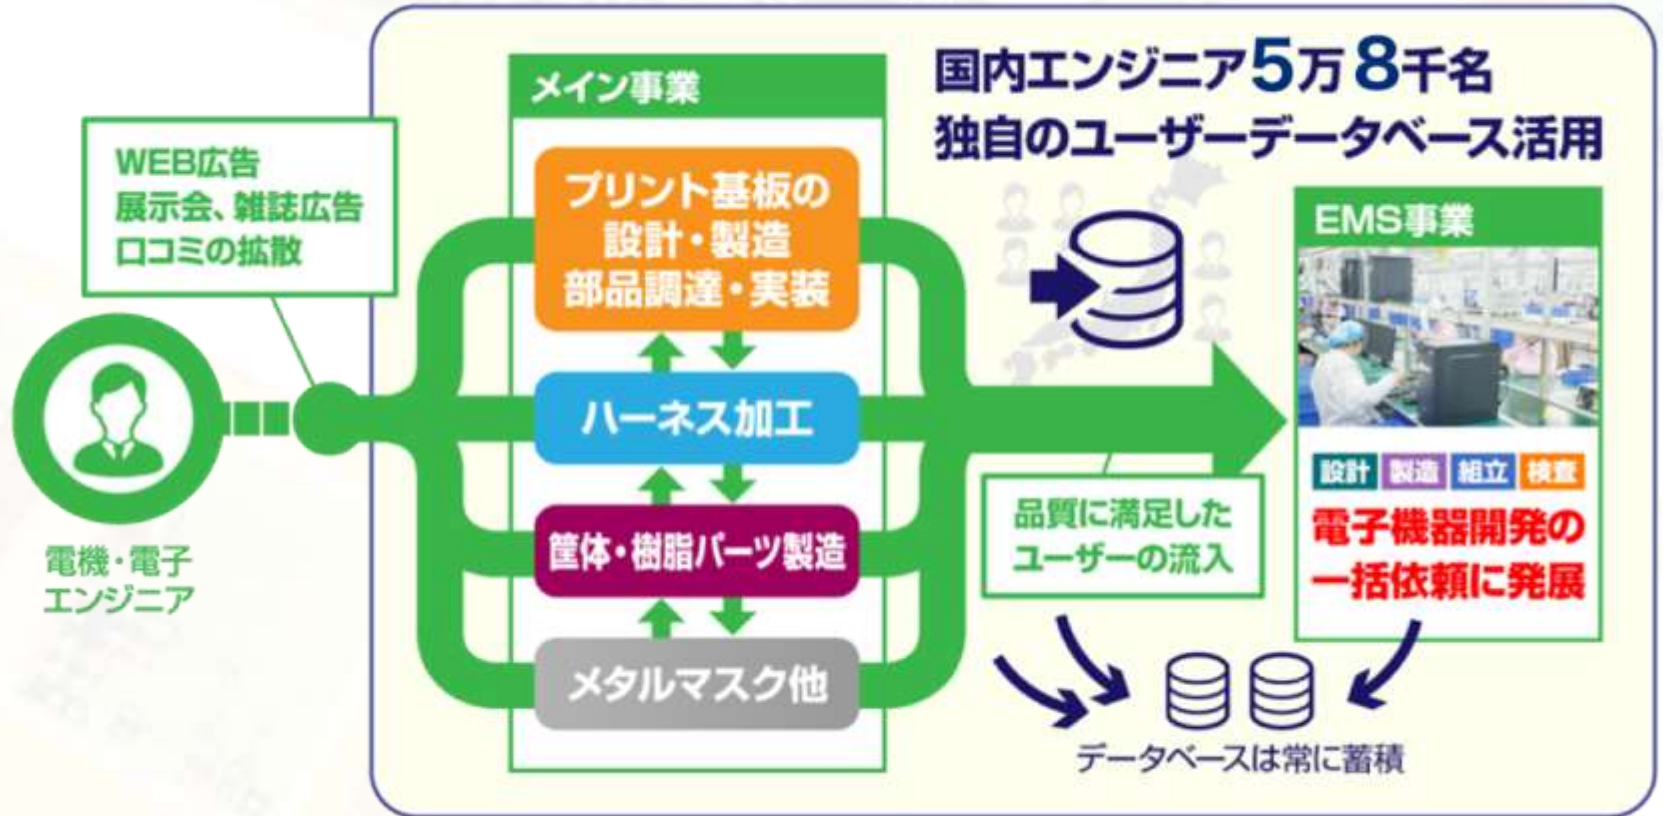 国内エンジニア5万8千名
独自のユーザーデータベース活用
メイン事業
WEB広告
展示会、雑誌広告
口コミの拡散
プリント基板の
設計・製造
部品調達・実装
ハーネス加工
筐体・樹脂パーツ製造
メタルマスク他
電機・電子
エンジニア
EMS事業
設計 製造 組立 検査
電子機器開発の
一括依頼に発展
品質に満足した
ユーザーの流入
データベースは常に蓄積